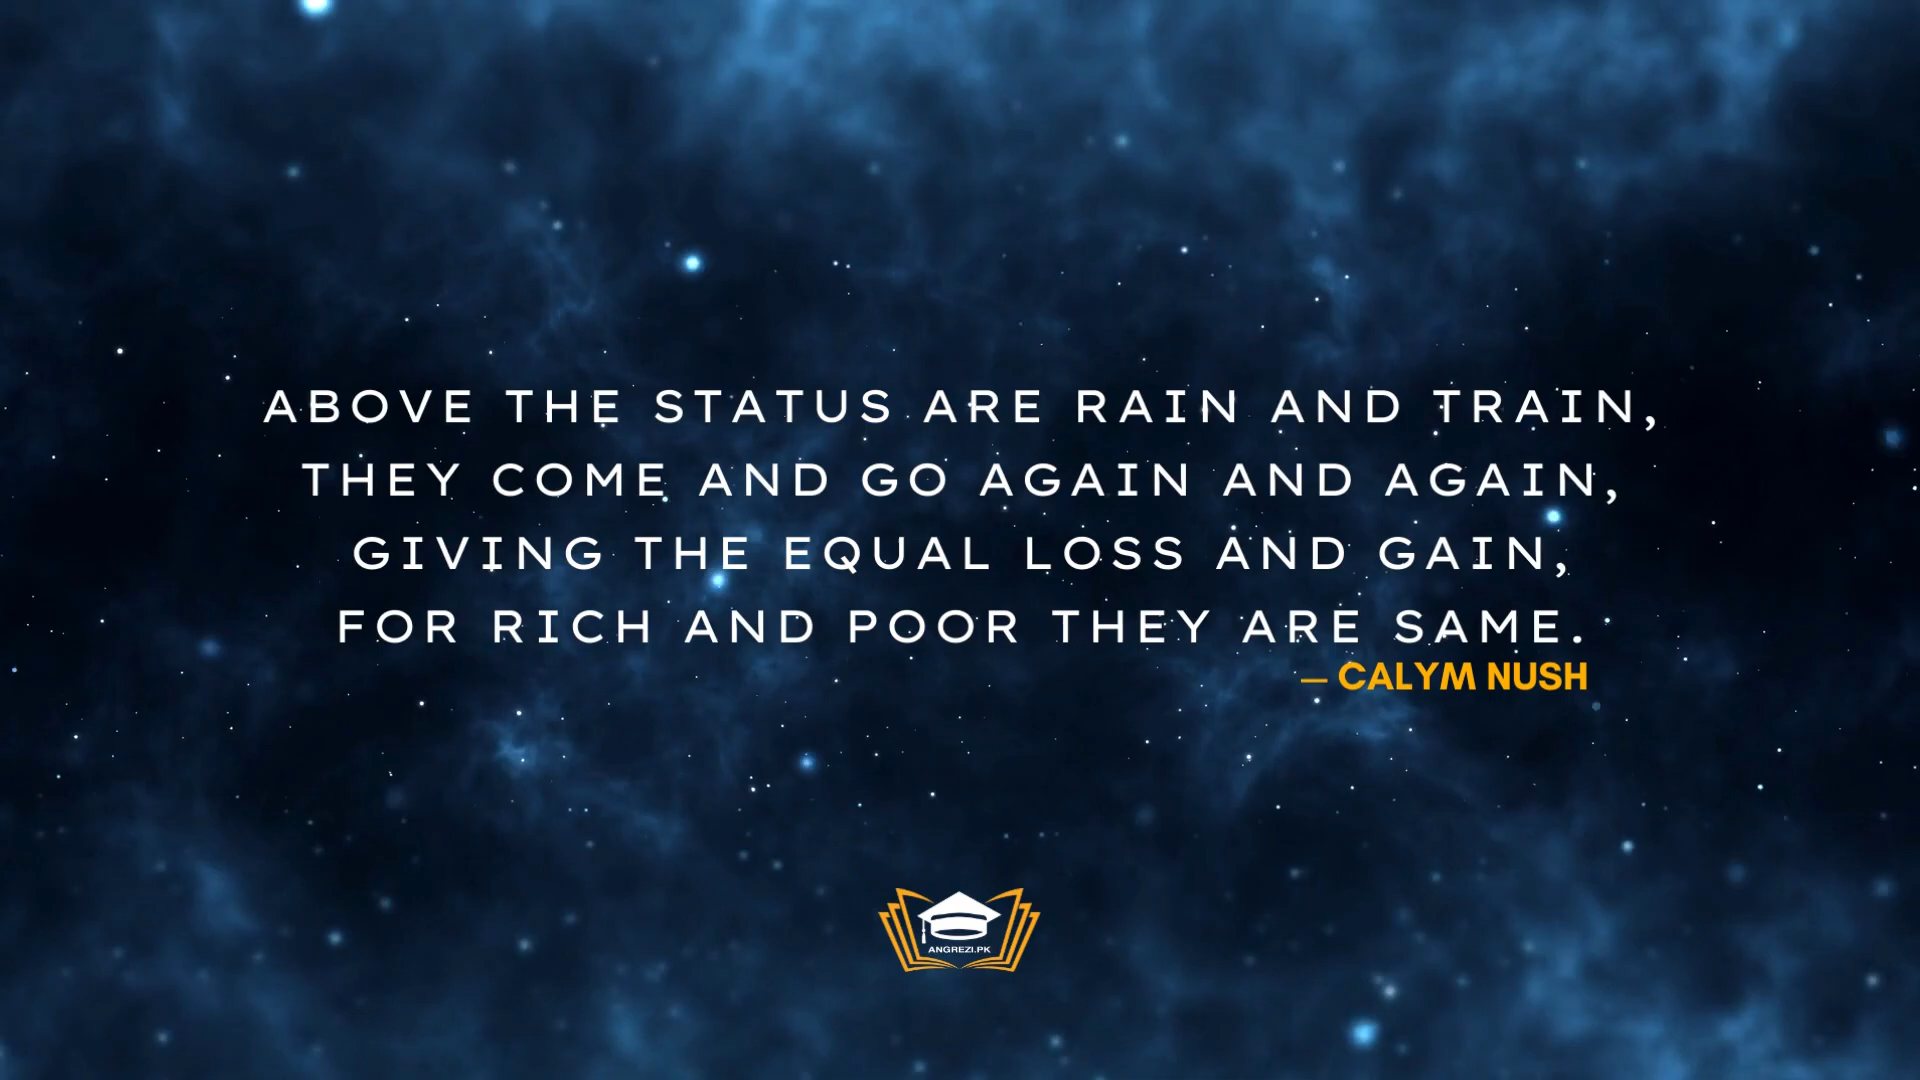 ABOVE THE STATUS ARE RAIN AND TRAIN,
THEY COME AND GO AGAIN AND AGAIN,
GIVING THE EQUAL LOSS AND GAIN,
FOR RICH AND POOR THEY ARE SAME.
— CALYM NUSH
ANGREZI.PK